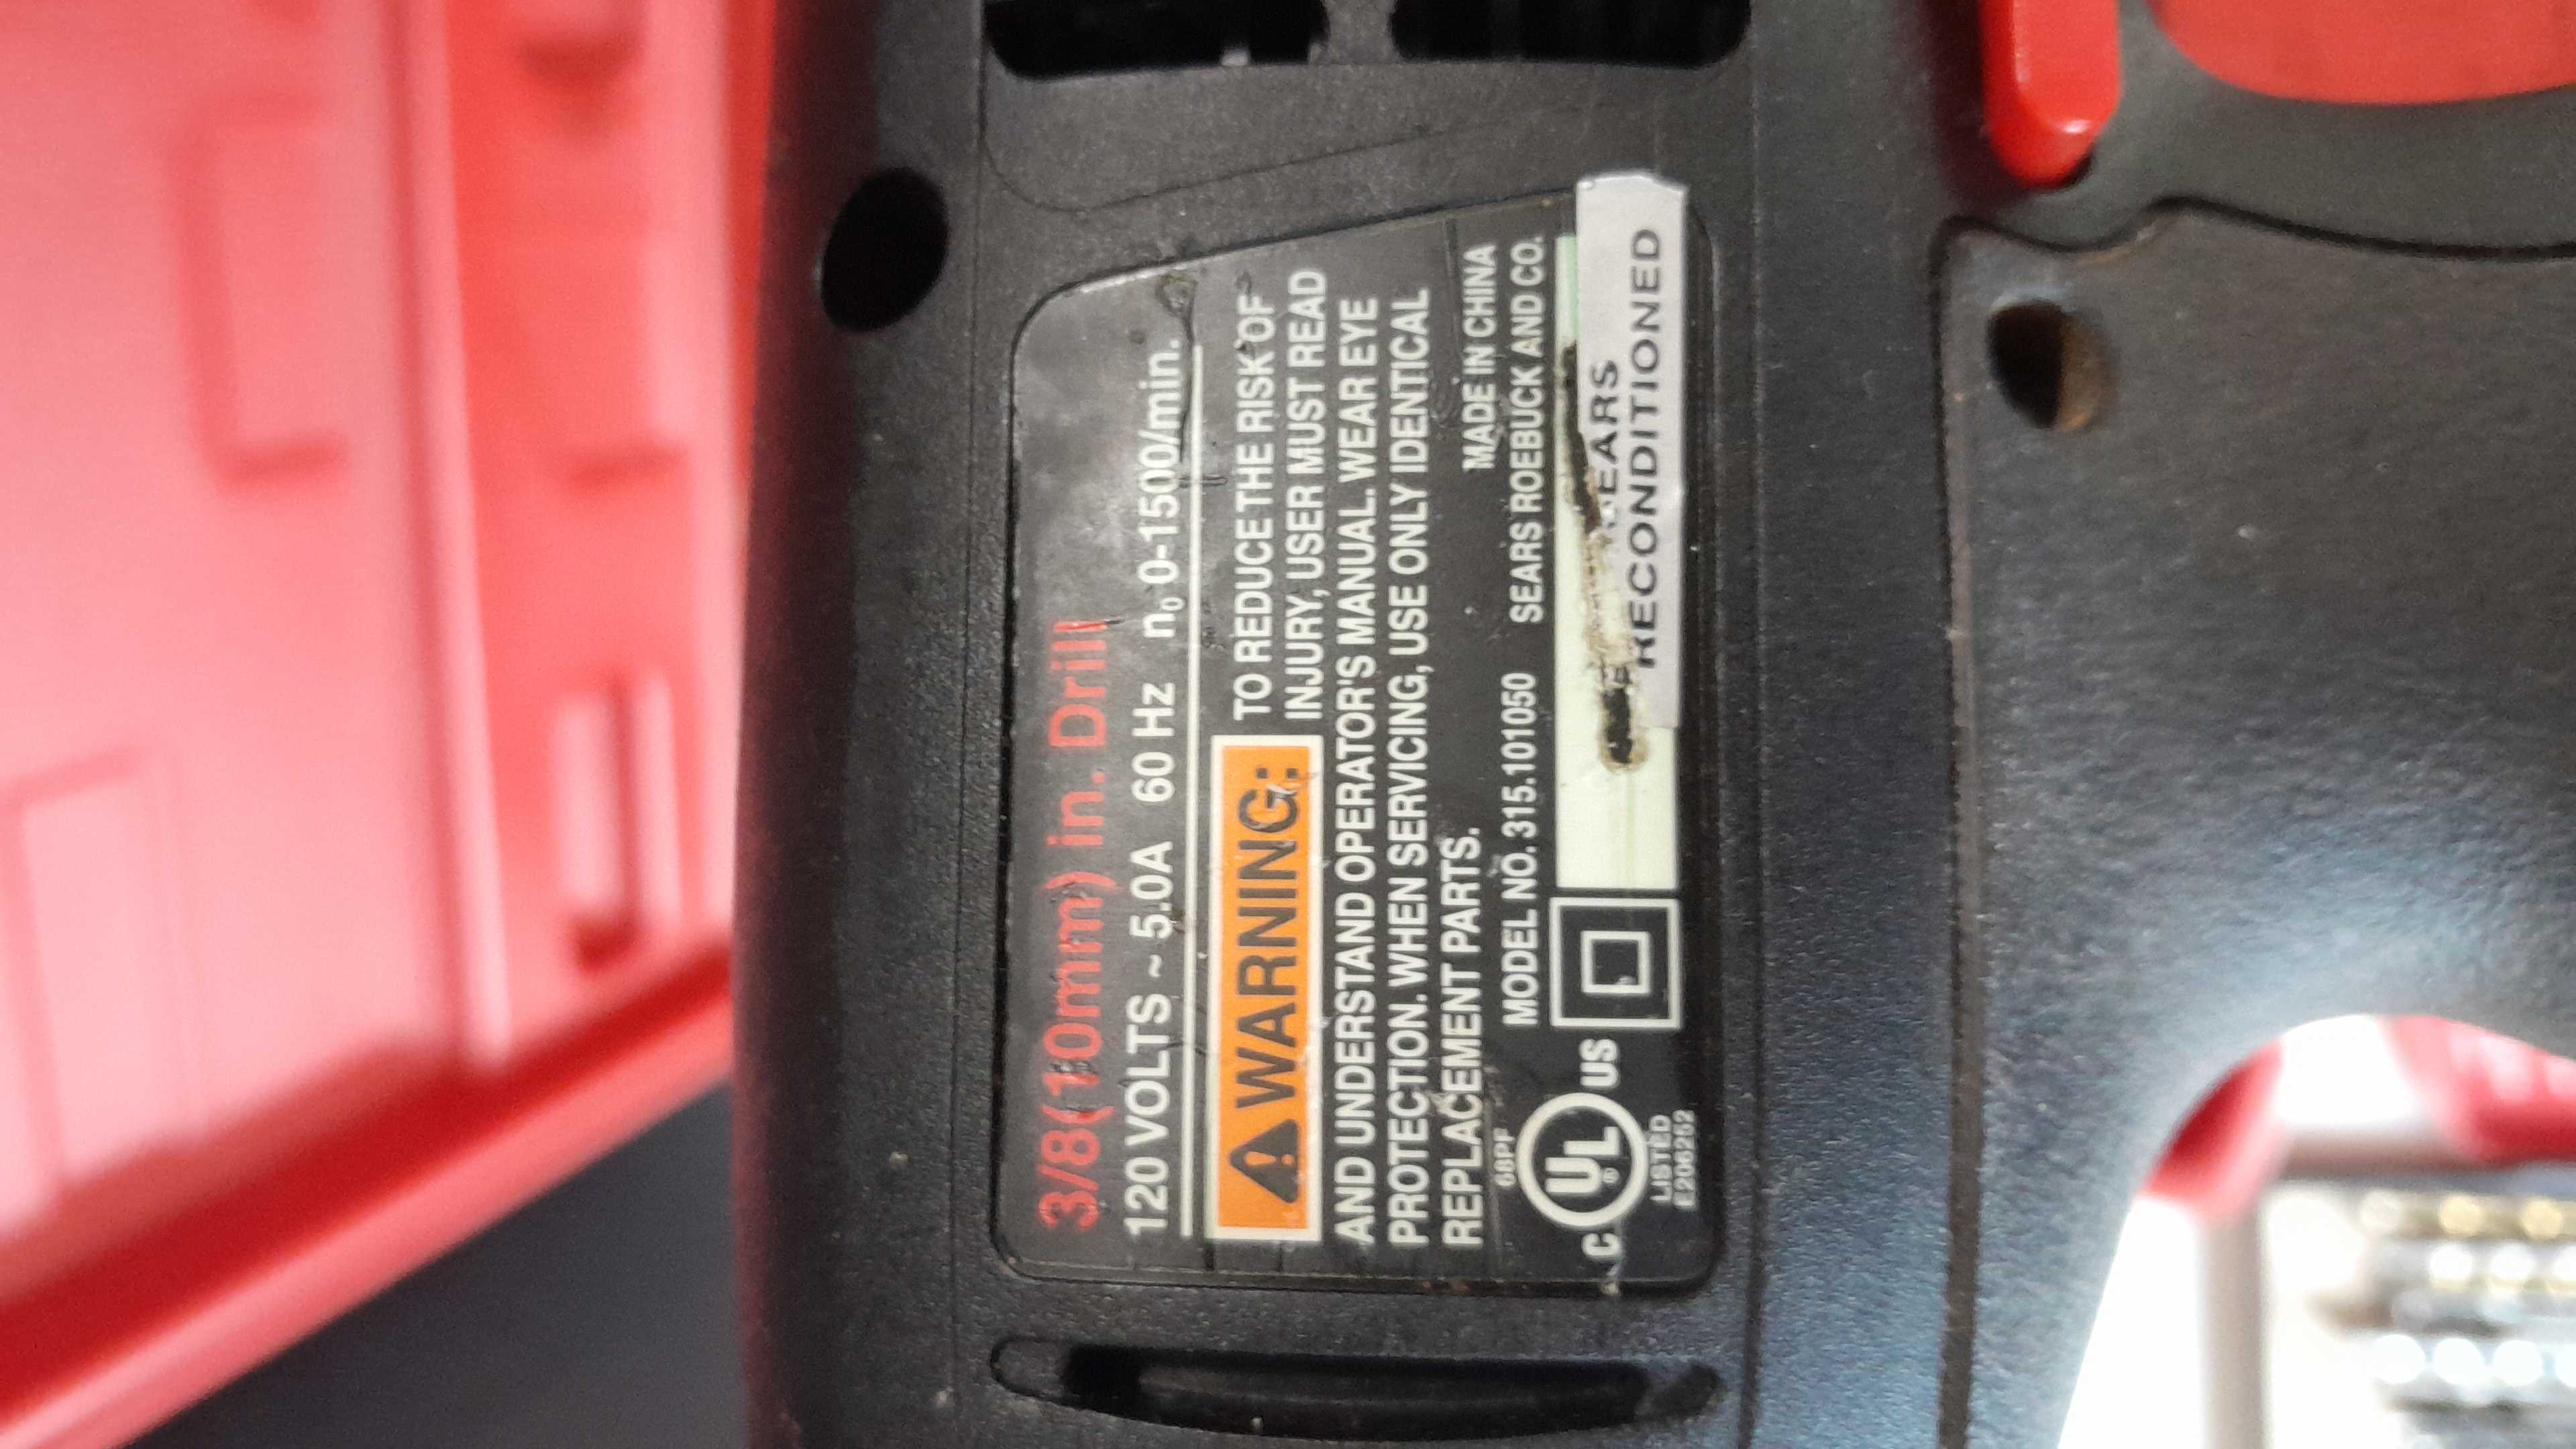 3/8(10mm) in. Drill
120 VOLTS ~ 5.0A 60 Hz n₀ 0-1500/min.
⚠ WARNING: TO REDUCE THE RISK OF
INJURY, USER MUST READ
AND UNDERSTAND OPERATOR'S MANUAL. WEAR EYE
PROTECTION. WHEN SERVICING, USE ONLY IDENTICAL
REPLACEMENT PARTS.
MADE IN CHINA
MODEL NO. 315.101050 SEARS ROEBUCK AND CO.
68PF
C UL ® US
LISTED
E206252
SEARS
RECONDITIONED